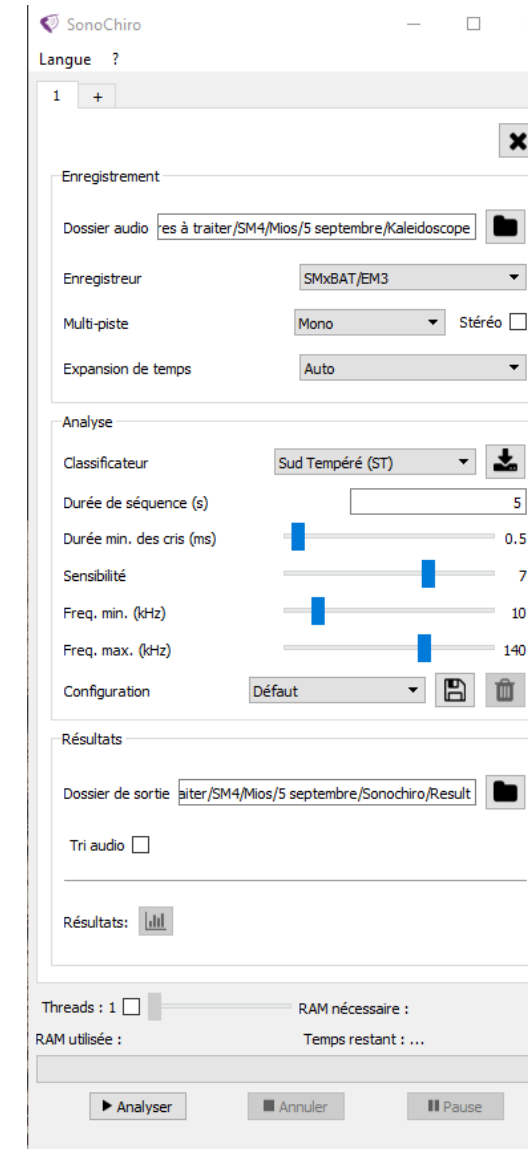 SonoChiro
Langue ?
1 +
Enregistrement
Dossier audio res à traiter/SM4/Mios/5 septembre/Kaleidoscope
Enregistreur SMxBAT/EM3
Multi-piste Mono Stéréo
Expansion de temps Auto
Analyse
Classificateur Sud Tempéré (ST)
Durée de séquence (s) 5
Durée min. des cris (ms) 0.5
Sensibilité 7
Freq. min. (kHz) 10
Freq. max. (kHz) 140
Configuration Défaut
Résultats
Dossier de sortie aiter/SM4/Mios/5 septembre/Sonochiro/Result
Tri audio
Résultats:
Threads : 1 RAM nécessaire :
RAM utilisée : Temps restant : ...
Analyser Annuler Pause